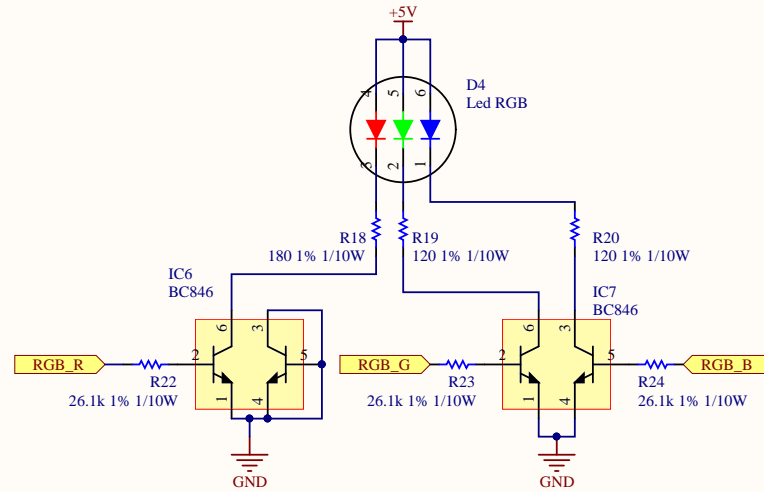 +5V
D4
Led RGB
4
5
6
3
2
1
R18
180 1% 1/10W
R19
120 1% 1/10W
R20
120 1% 1/10W
IC6
BC846
IC7
BC846
6
3
6
3
RGB_R
2
5
RGB_G
2
5
RGB_B
R22
26.1k 1% 1/10W
1
4
R23
26.1k 1% 1/10W
1
4
R24
26.1k 1% 1/10W
GND
GND